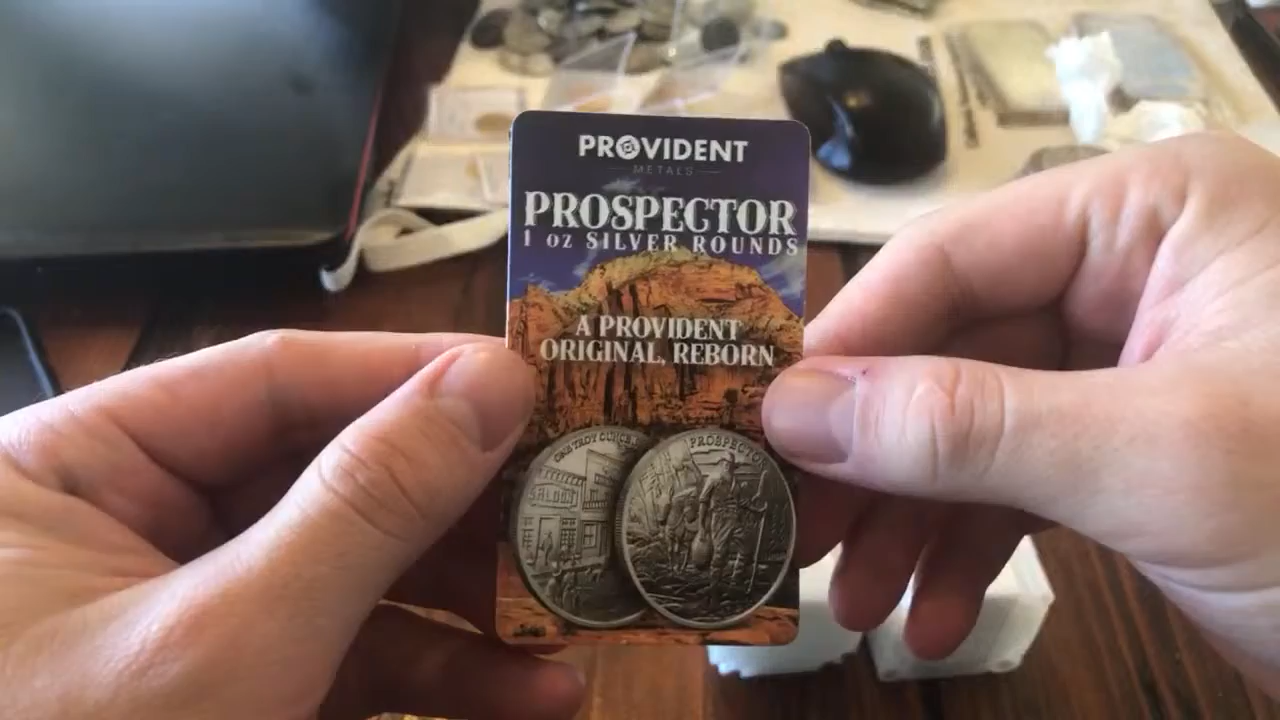 PROVIDENT
METALS
PROSPECTOR
1 oz SILVER ROUNDS
A PROVIDENT
ORIGINAL, REBORN
ONE TROY OUNCE
SALOON
PROSPECTOR